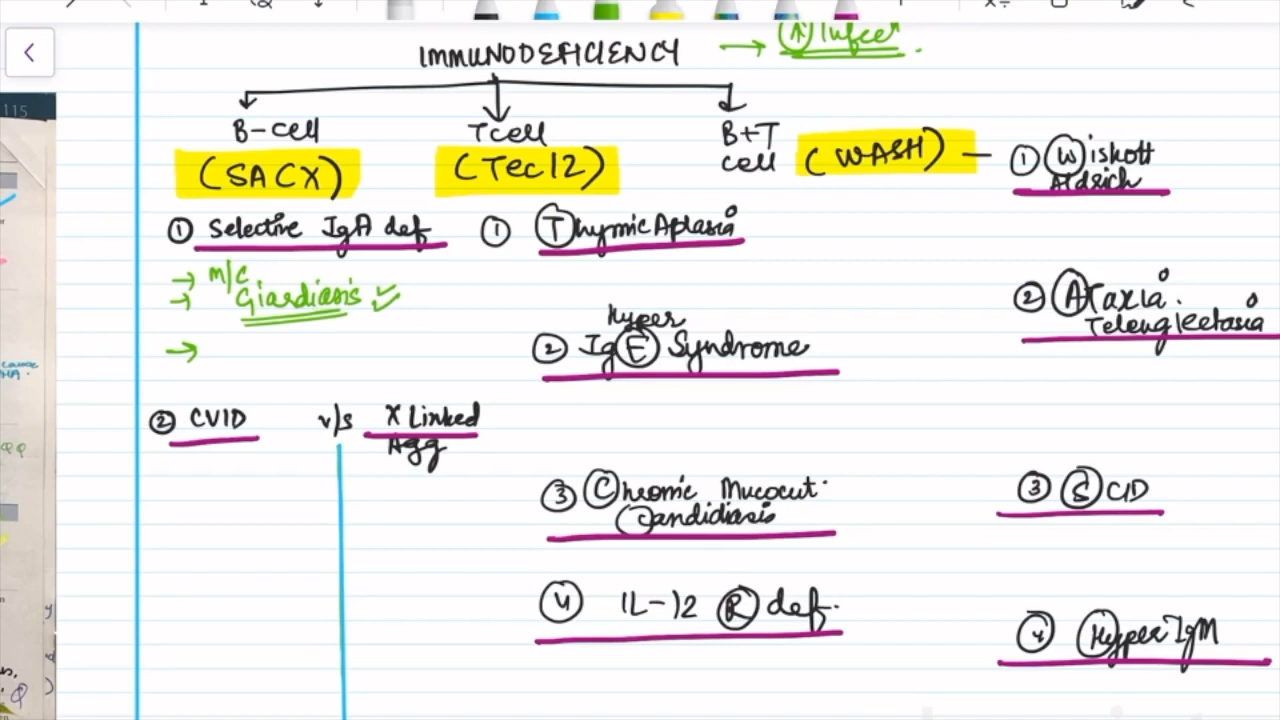 IMMUNODEFICIENCY → ↑ Infect.
B-cell
(SACX)
① Selective IgA def
→ M/C
→ Giardiasis ✓
→
② CVID v/s X Linked
Agg
T cell
(TEC12)
① Thymic Aplasia
Hyper
② IgE Syndrome
③ Chronic Mucocut.
Candidiasis
④ IL-12 R def.
B+T
cell (WASH) –
① Wiskott
Aldrich
② Ataxia.
Telengiectasia
③ SCID
④ Hyper IgM
115